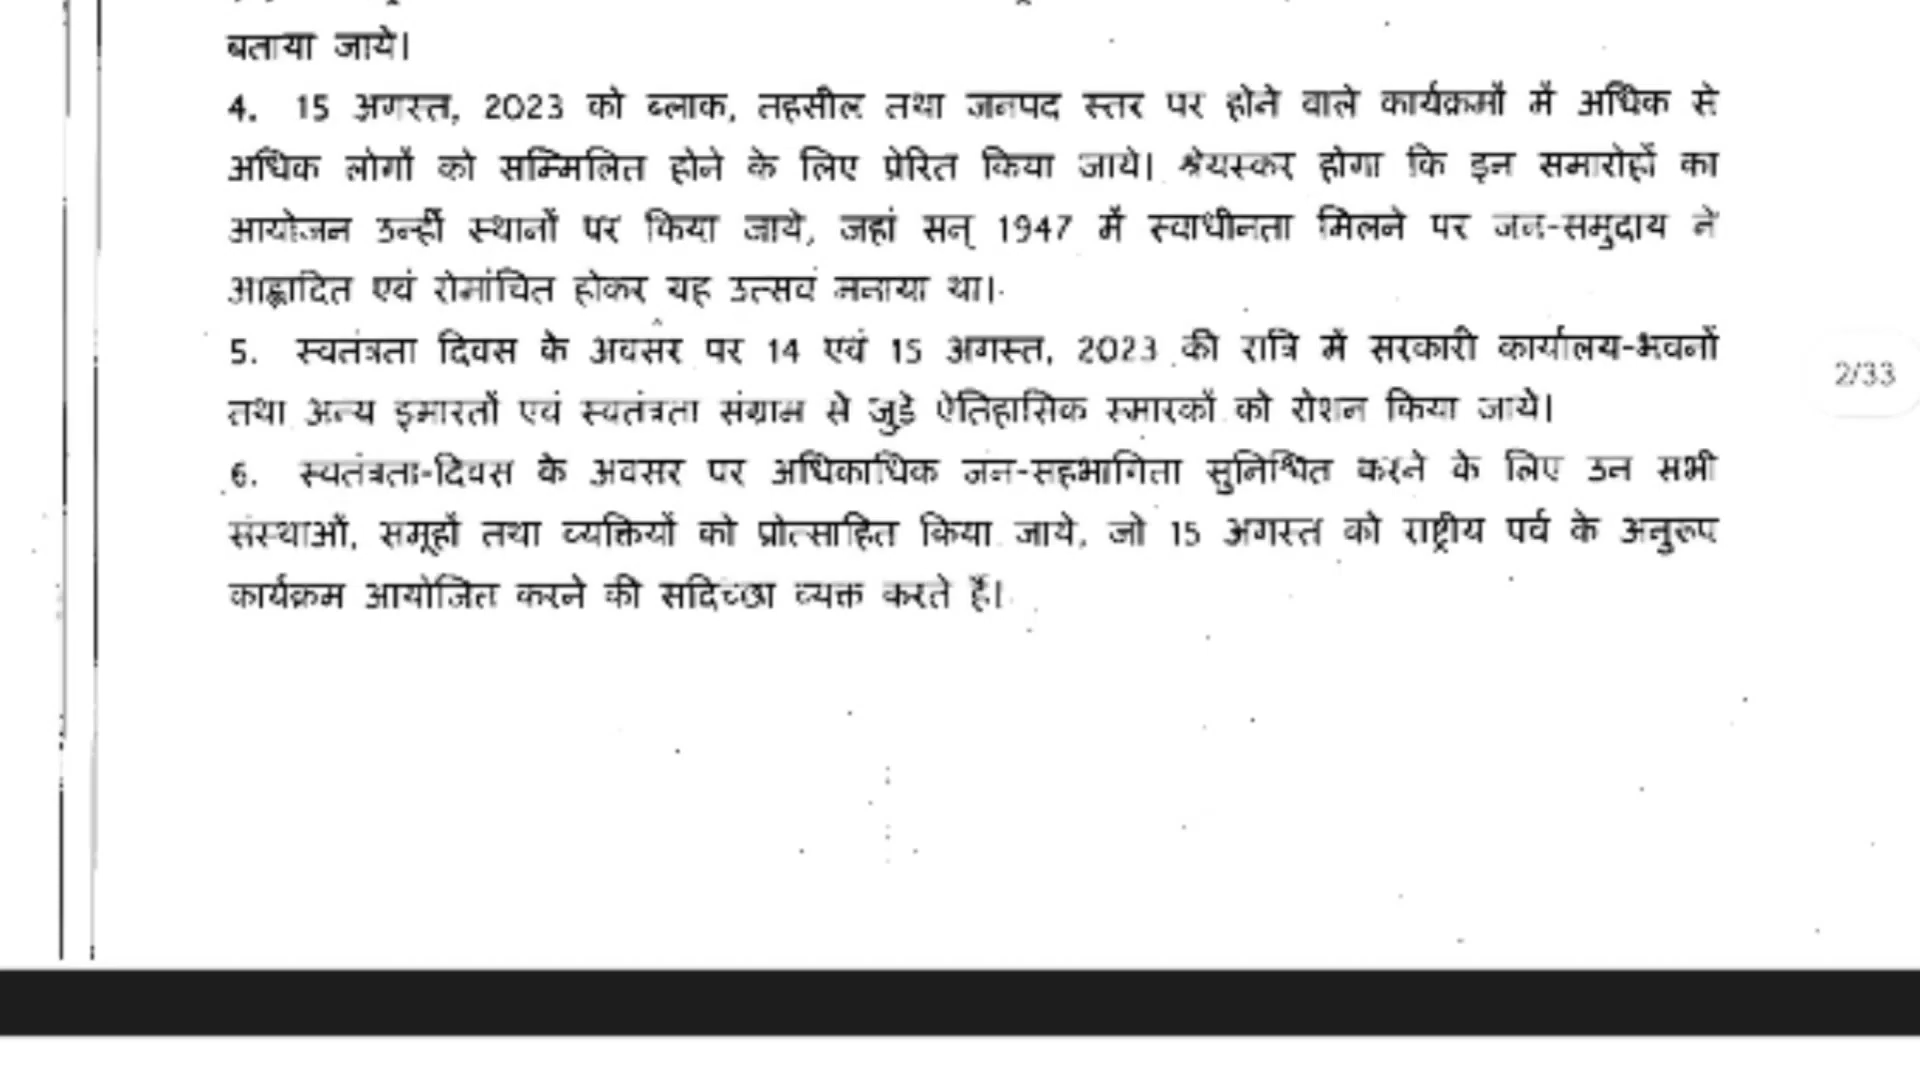 बताया जाये।
4. 15 अगस्त, 2023 को ब्लाक, तहसील तथा जनपद स्तर पर होने वाले कार्यक्रमों में अधिक से
अधिक लोगों को सम्मिलित होने के लिए प्रेरित किया जाये। श्रेयस्कर होगा कि इन समारोहों का
आयोजन उन्हीं स्थानों पर किया जाये, जहां सन् 1947 में स्वाधीनता मिलने पर जन-समुदाय ने
आह्लादित एवं रोमांचित होकर यह उत्सव मनाया था।
5. स्वतंत्रता दिवस के अवसर पर 14 एवं 15 अगस्त, 2023 की रात्रि में सरकारी कार्यालय-भवनों
2/33
तथा अन्य इमारतों एवं स्वतंत्रता संग्राम से जुड़े ऐतिहासिक स्मारकों को रोशन किया जाये।
6. स्वतंत्रता-दिवस के अवसर पर अधिकाधिक जन-सहभागिता सुनिश्चित करने के लिए उन सभी
संस्थाओं, समूहों तथा व्यक्तियों को प्रोत्साहित किया जाये, जो 15 अगस्त को राष्ट्रीय पर्व के अनुरूप
कार्यक्रम आयोजित करने की सदिच्छा व्यक्त करते हैं।